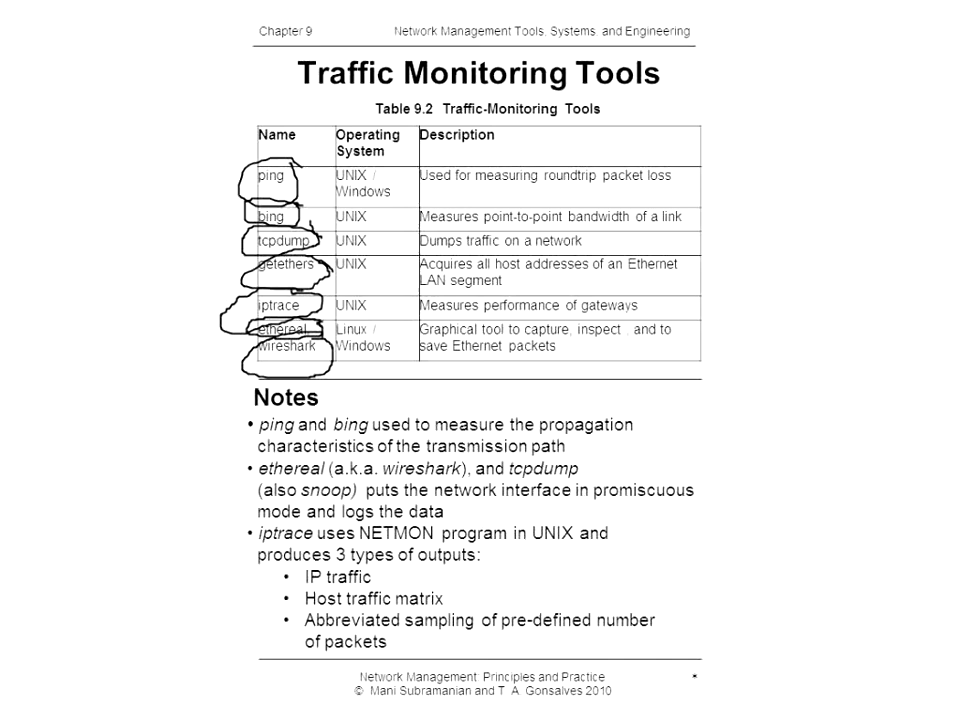 Chapter 9 Network Management Tools, Systems, and Engineering
Traffic Monitoring Tools
Table 9.2 Traffic-Monitoring Tools
Name Operating System Description
ping UNIX / Windows Used for measuring roundtrip packet loss
bing UNIX Measures point-to-point bandwidth of a link
tcpdump UNIX Dumps traffic on a network
getethers UNIX Acquires all host addresses of an Ethernet LAN segment
iptrace UNIX Measures performance of gateways
ethereal, wireshark Linux / Windows Graphical tool to capture, inspect , and to save Ethernet packets
Notes
• ping and bing used to measure the propagation
characteristics of the transmission path
• ethereal (a.k.a. wireshark), and tcpdump
(also snoop) puts the network interface in promiscuous
mode and logs the data
• iptrace uses NETMON program in UNIX and
produces 3 types of outputs:
• IP traffic
• Host traffic matrix
• Abbreviated sampling of pre-defined number
of packets
Network Management: Principles and Practice *
© Mani Subramanian and T. A. Gonsalves 2010